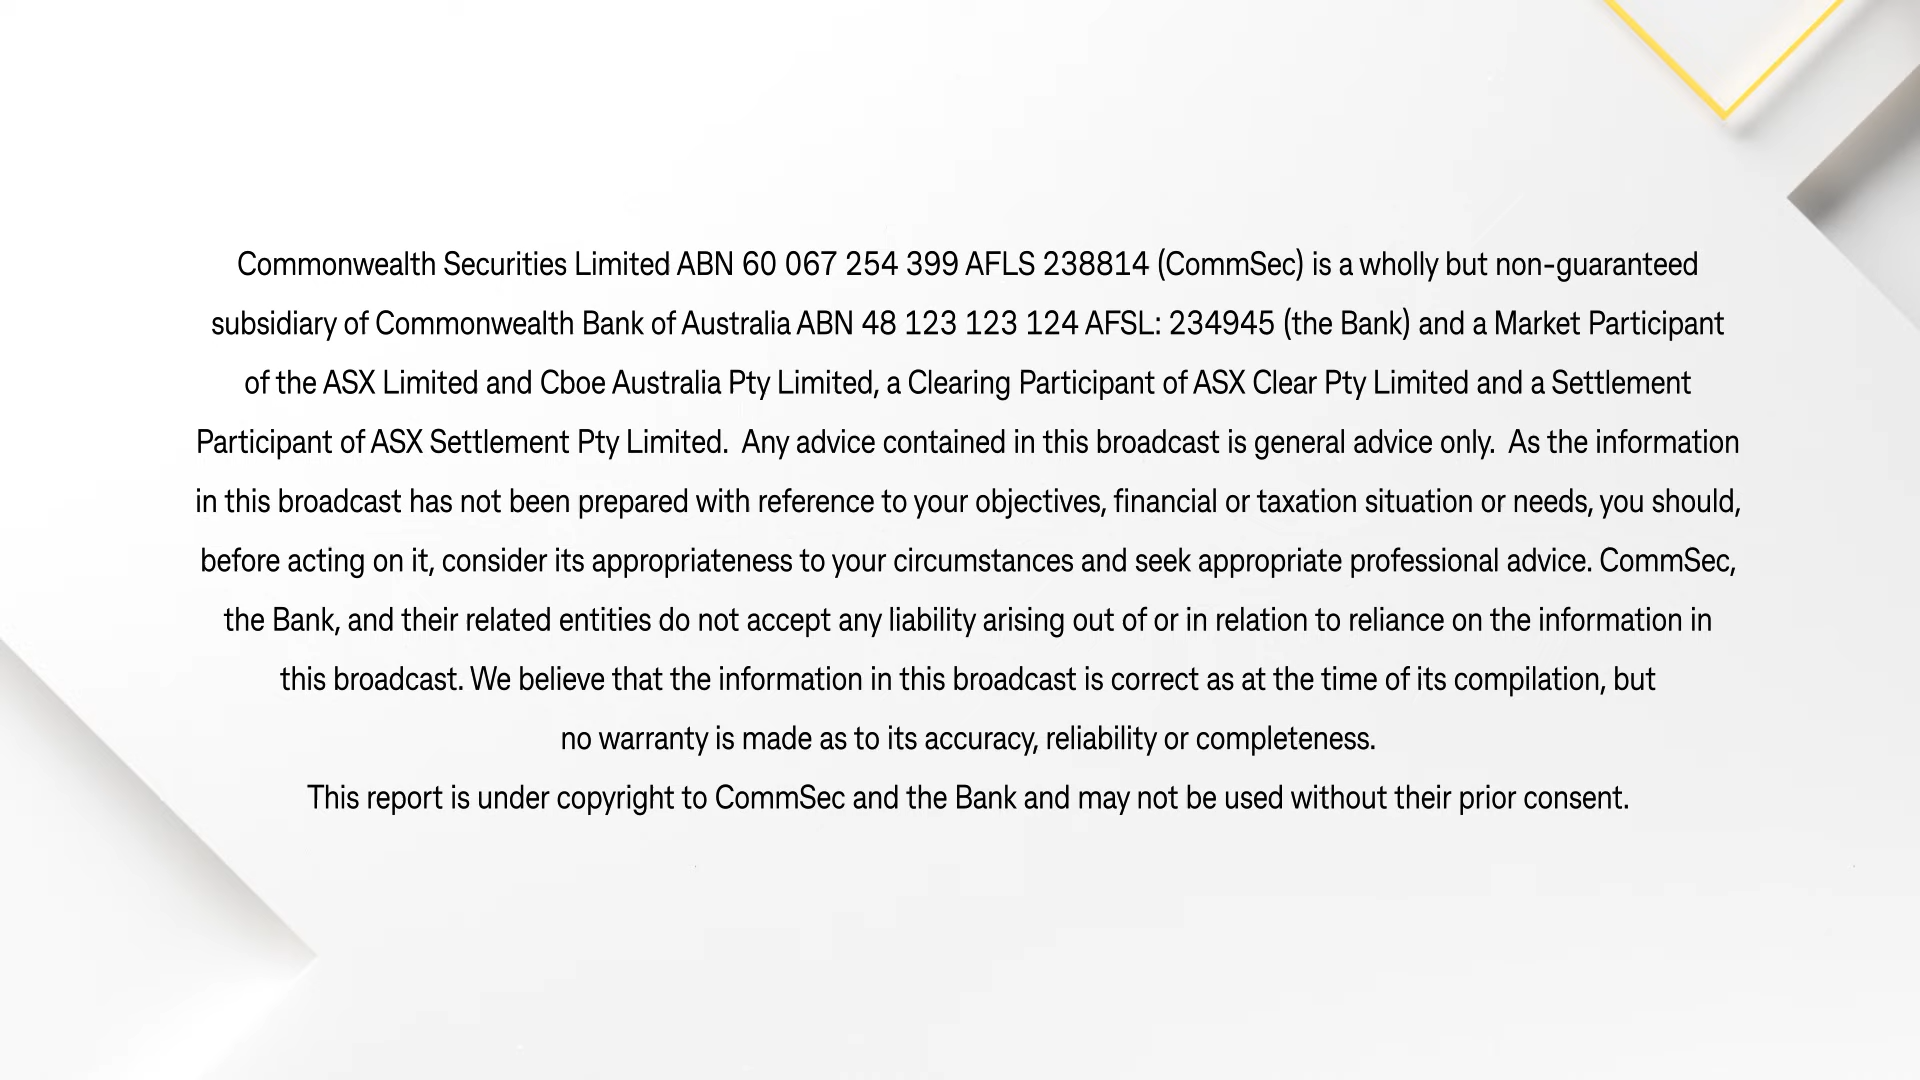 Commonwealth Securities Limited ABN 60 067 254 399 AFLS 238814 (CommSec) is a wholly but non-guaranteed
subsidiary of Commonwealth Bank of Australia ABN 48 123 123 124 AFSL: 234945 (the Bank) and a Market Participant
of the ASX Limited and Cboe Australia Pty Limited, a Clearing Participant of ASX Clear Pty Limited and a Settlement
Participant of ASX Settlement Pty Limited.  Any advice contained in this broadcast is general advice only.  As the information
in this broadcast has not been prepared with reference to your objectives, financial or taxation situation or needs, you should,
before acting on it, consider its appropriateness to your circumstances and seek appropriate professional advice. CommSec,
the Bank, and their related entities do not accept any liability arising out of or in relation to reliance on the information in
this broadcast. We believe that the information in this broadcast is correct as at the time of its compilation, but
no warranty is made as to its accuracy, reliability or completeness.
This report is under copyright to CommSec and the Bank and may not be used without their prior consent.